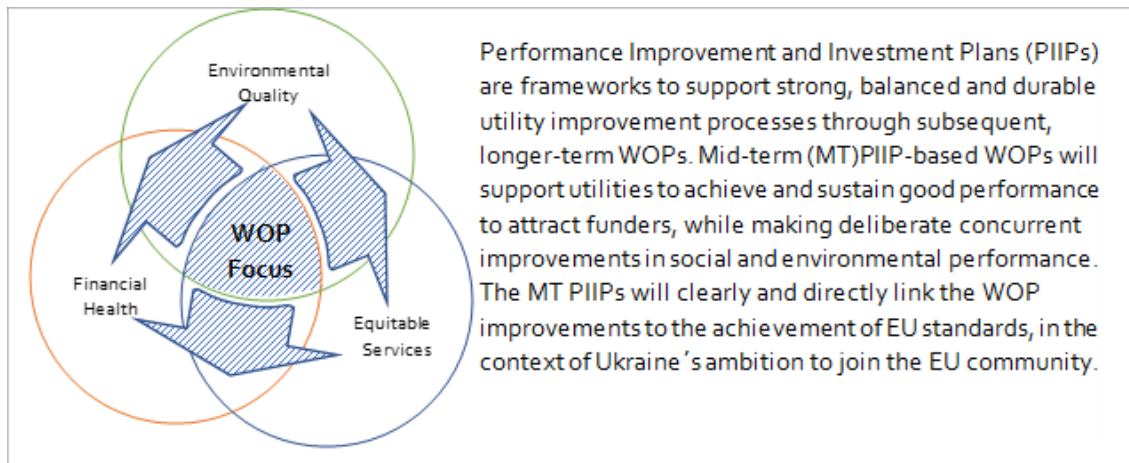 Environmental
Quality
WOP
Focus
Financial
Health
Equitable
Services
Performance Improvement and Investment Plans (PIIPs)
are frameworks to support strong, balanced and durable
utility improvement processes through subsequent,
longer-term WOPs. Mid-term (MT)PIIP-based WOPs will
support utilities to achieve and sustain good performance
to attract funders, while making deliberate concurrent
improvements in social and environmental performance.
The MT PIIPs will clearly and directly link the WOP
improvements to the achievement of EU standards, in the
context of Ukraine´s ambition to join the EU community.